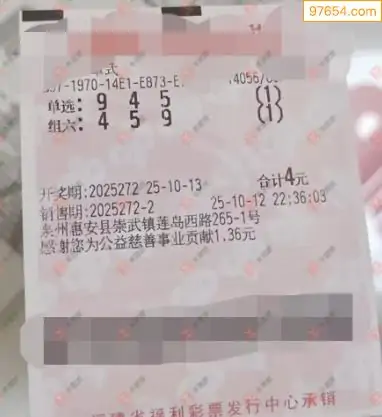 97654.com
单式
-1970-14E1-E873-E
14056/
单选: 9 4 5 (1)
组六: 4 5 9 (1)
合计4元
开奖期:2025272 25-10-13
销售期:2025272-2 25-10-12 22:36:03
泉州惠安县崇武镇莲岛西路265-1号
感谢您为公益慈善事业贡献1.36元
福建省福利彩票发行中心承销